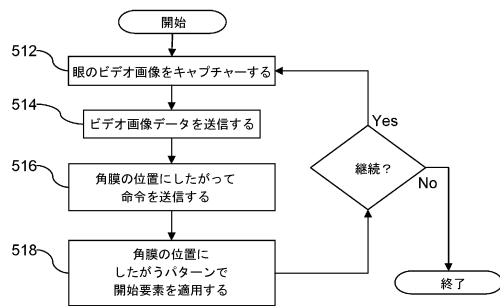 開始
512
眼のビデオ画像をキャプチャーする
514
ビデオ画像データを送信する
516
角膜の位置にしたがって
命令を送信する
518
角膜の位置に
したがうパターンで
開始要素を適用する
Yes
継続？
No
終了